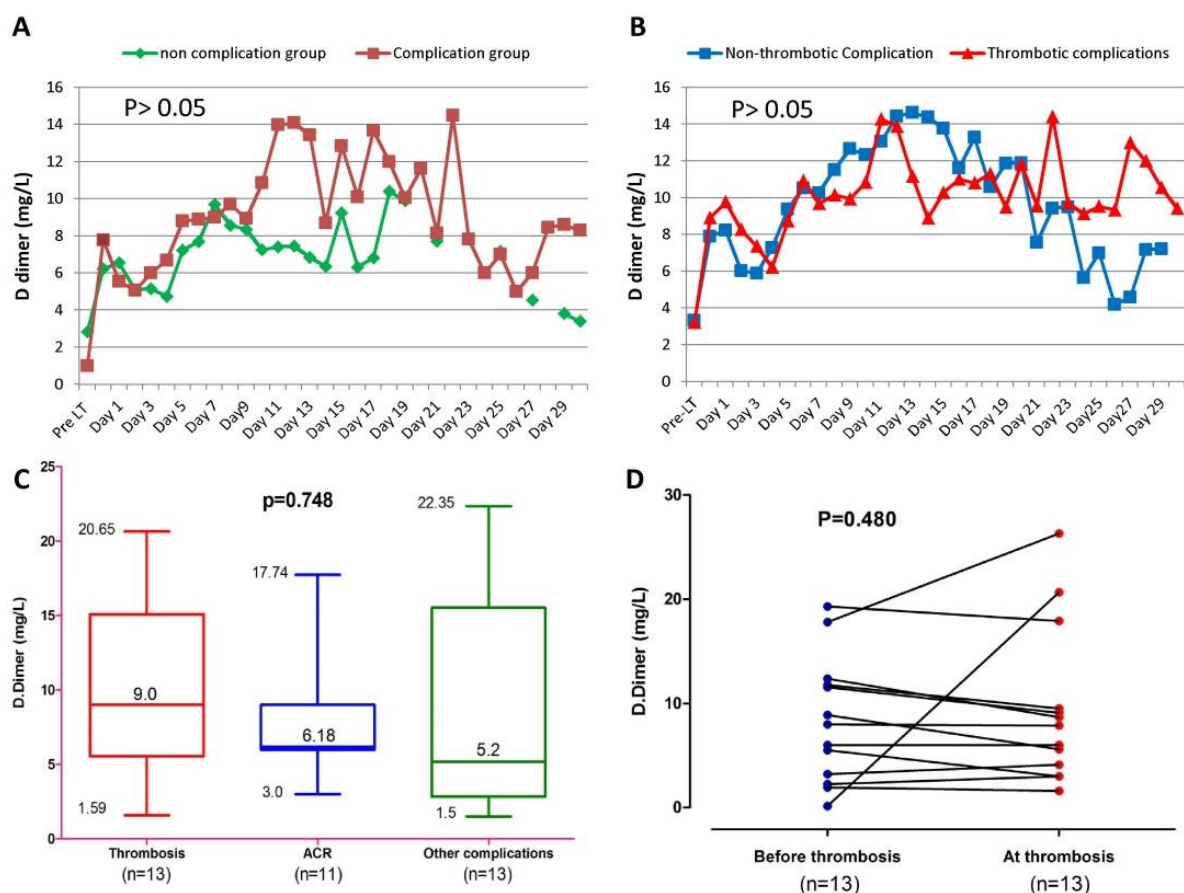 A
non complication group
Complication group
P> 0.05
D dimer (mg/L)
16
14
12
10
8
6
4
2
0
Pre LT
Day 1
Day 3
Day 5
Day 7
Day9
Day 11
Day 13
Day 15
Day 17
Day 19
Day 21
Day 23
Day 25
Day 27
Day 29
B
Non-thrombotic Complication
Thrombotic complications
P> 0.05
D dimer (mg/L)
16
14
12
10
8
6
4
2
0
Pre-LT
Day 1
Day 3
Day 5
Day 7
Day 9
Day 11
Day 13
Day 15
Day 17
Day 19
Day 21
Day 23
Day 25
Day27
Day 29
C
p=0.748
D.Dimer (mg/L)
25
20
15
10
5
0
20.65
9.0
1.59
17.74
6.18
3.0
22.35
5.2
1.5
Thrombosis
(n=13)
ACR
(n=11)
Other complications
(n=13)
D
P=0.480
D.Dimer (mg/L)
30
20
10
0
Before thrombosis
(n=13)
At thrombosis
(n=13)